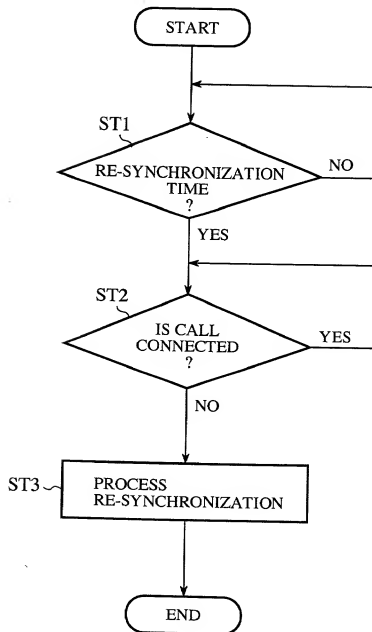 START
ST1
RE-SYNCHRONIZATION
TIME
?
NO
YES
ST2
IS CALL
CONNECTED
?
YES
NO
ST3
PROCESS
RE-SYNCHRONIZATION
END